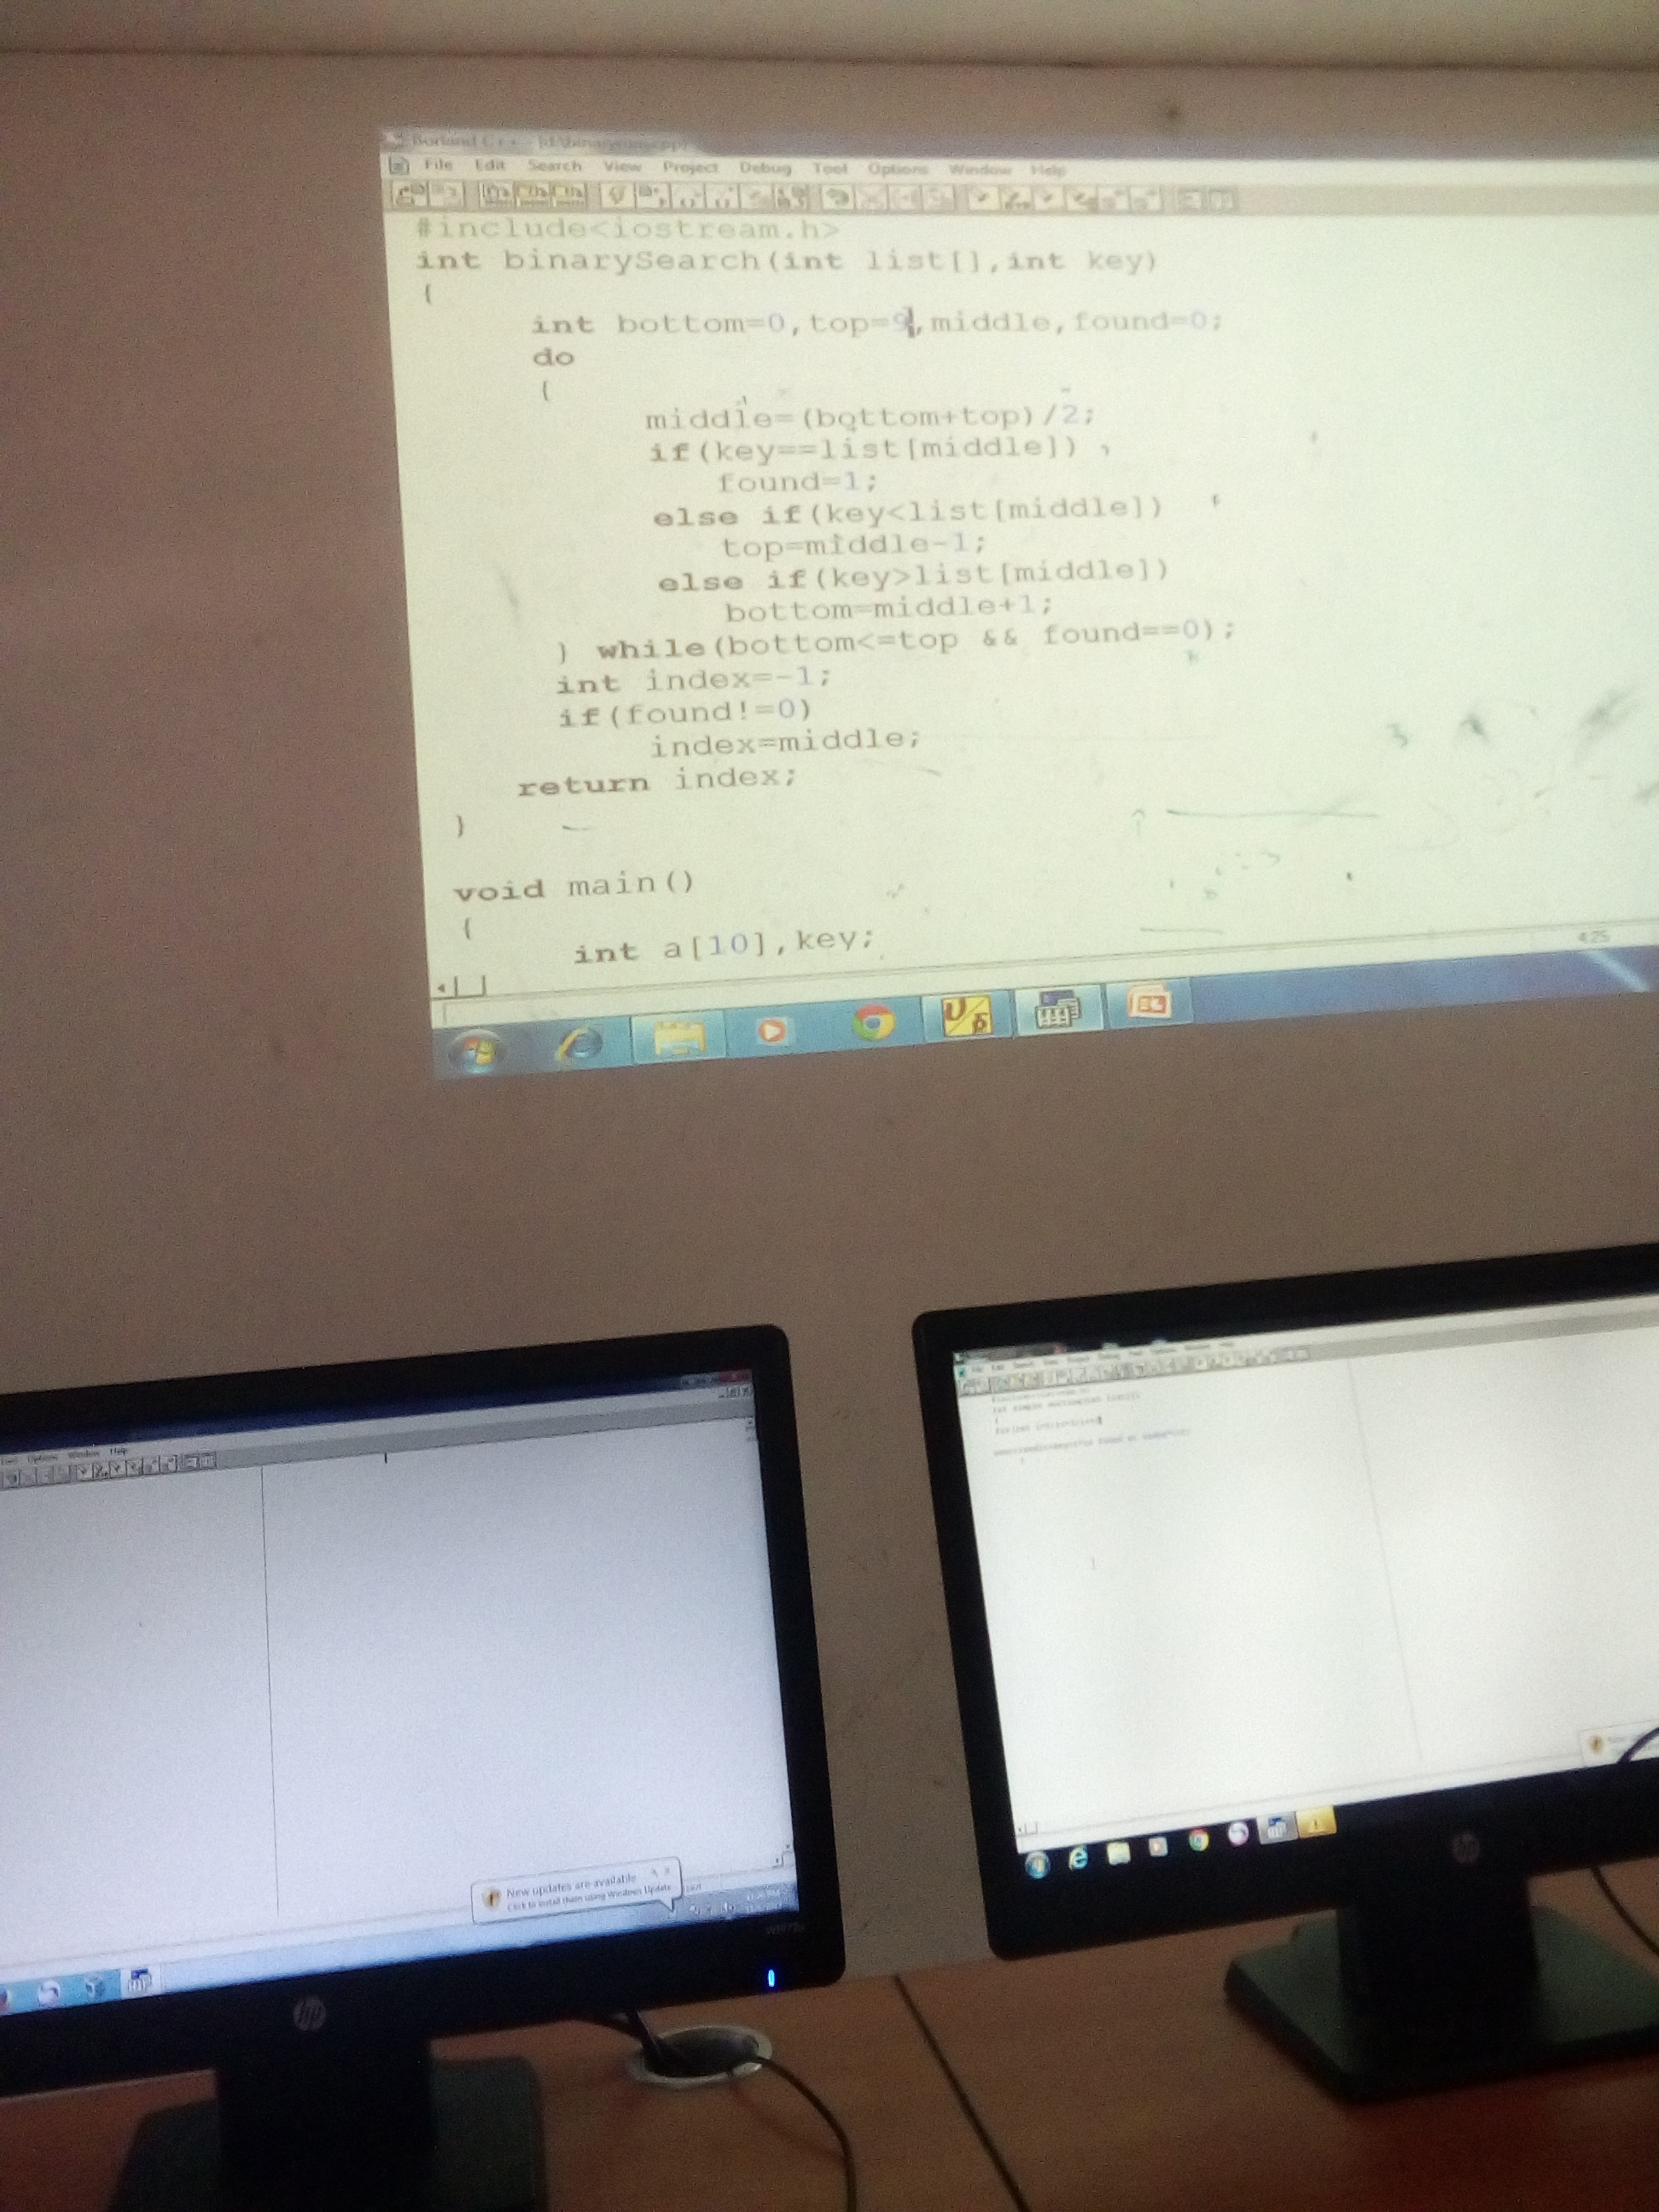 Borland C++
File Edit Search View Project Debug Tool Options Window Help
#include<iostream.h>
int binarySearch(int list[],int key)
{
int bottom=0,top=9,middle,found=0;
do
{
middle=(bottom+top)/2;
if(key==list[middle])
found=1;
else if(key<list[middle])
top=middle-1;
else if(key>list[middle])
bottom=middle+1;
} while(bottom<=top && found==0);
int index=-1;
if(found!=0)
index=middle;
return index;
}
void main()
{
int a[10],key;
4:25
Options Window Help
New updates are available
Click to install them using Windows Update.
hp
hp